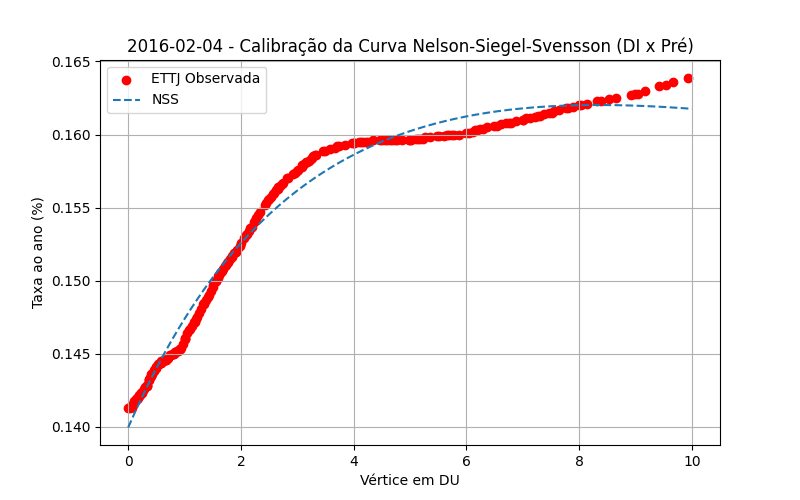 2016-02-04 - Calibração da Curva Nelson-Siegel-Svensson (DI x Pré)
ETTJ Observada
NSS
Taxa ao ano (%)
0.165
0.160
0.155
0.150
0.145
0.140
0 2 4 6 8 10
Vértice em DU